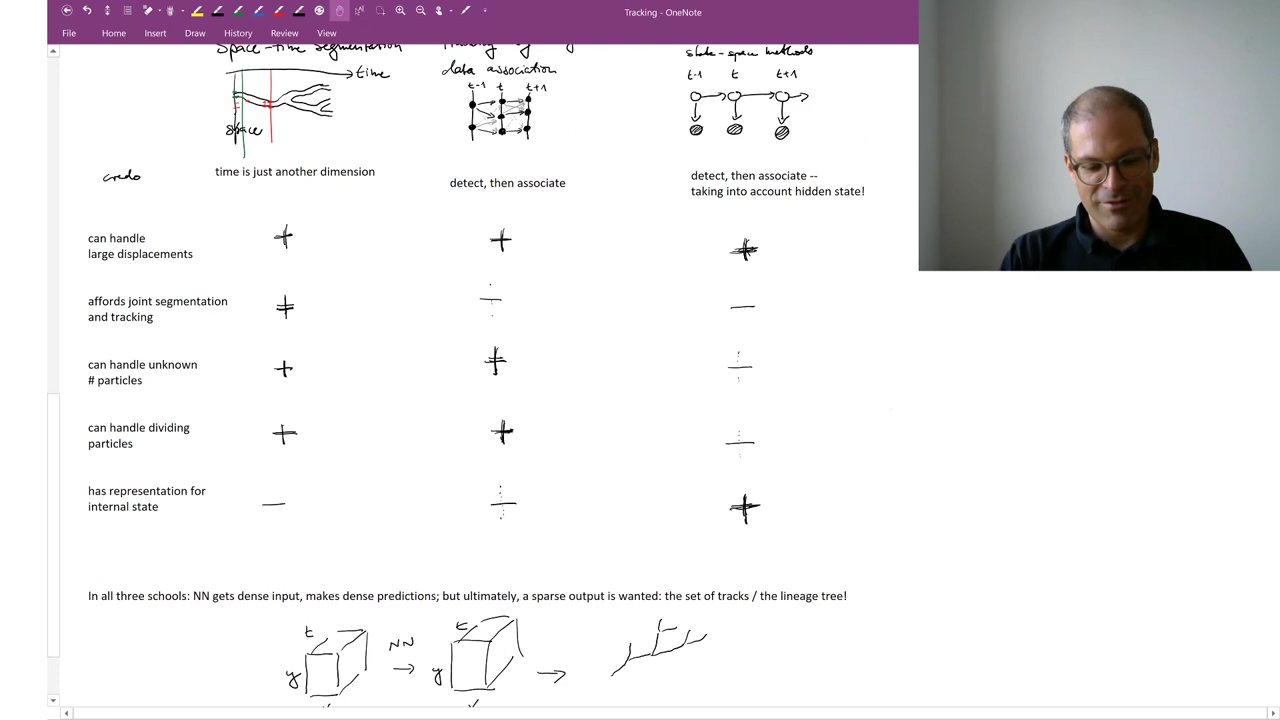 Tracking - OneNote
File Home Insert Draw History Review View
Space-time segmentation
time
space
data association
t-1 t t+1
state-space methods
t-1 t t+1
credo
time is just another dimension
detect, then associate
detect, then associate --
taking into account hidden state!
can handle
large displacements
+ + +
affords joint segmentation
and tracking
can handle unknown
# particles
can handle dividing
particles
has representation for
internal state
In all three schools: NN gets dense input, makes dense predictions; but ultimately, a sparse output is wanted: the set of tracks / the lineage tree!
t
y
NN
t
y